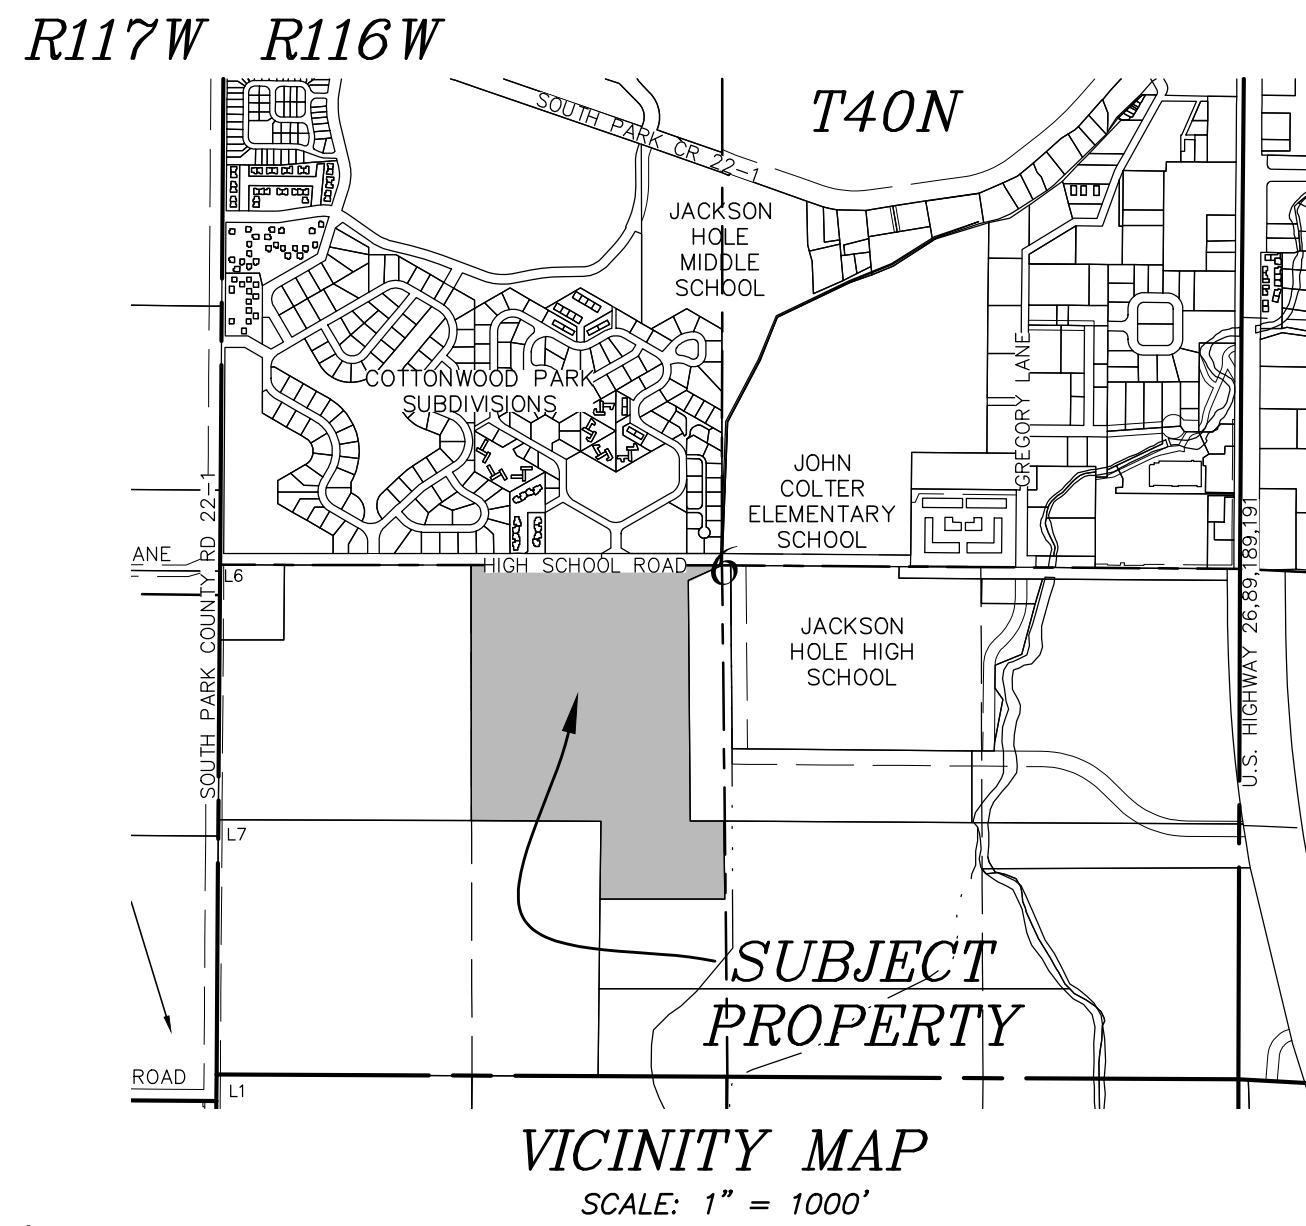 R117W R116W
T40N
SOUTH PARK CR 22-1
JACKSON
HOLE
MIDDLE
SCHOOL
COTTONWOOD PARK
SUBDIVISIONS
GREGORY LANE
JOHN
COLTER
ELEMENTARY
SCHOOL
SOUTH PARK COUNTY RD 22-1
U.S. HIGHWAY 26,89,189,191
ANE
HIGH SCHOOL ROAD
6
L6
JACKSON
HOLE HIGH
SCHOOL
L7
SUBJECT
PROPERTY
ROAD
L1
VICINITY MAP
SCALE: 1" = 1000'